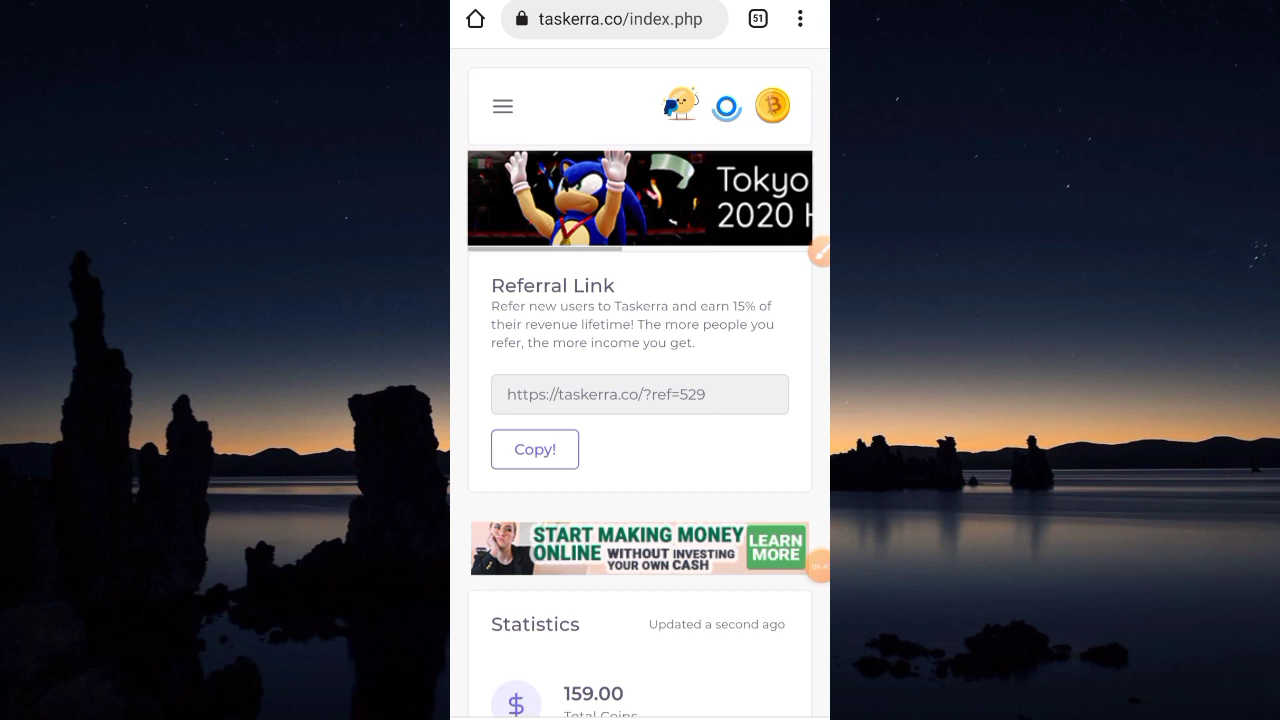 taskerra.co/index.php
51
Tokyo
2020 H
Referral Link
Refer new users to Taskerra and earn 15% of
their revenue lifetime! The more people you
refer, the more income you get.
https://taskerra.co/?ref=529
Copy!
START MAKING MONEY
ONLINE WITHOUT INVESTING
YOUR OWN CASH
LEARN
MORE
Statistics
Updated a second ago
$
159.00
Total Coins